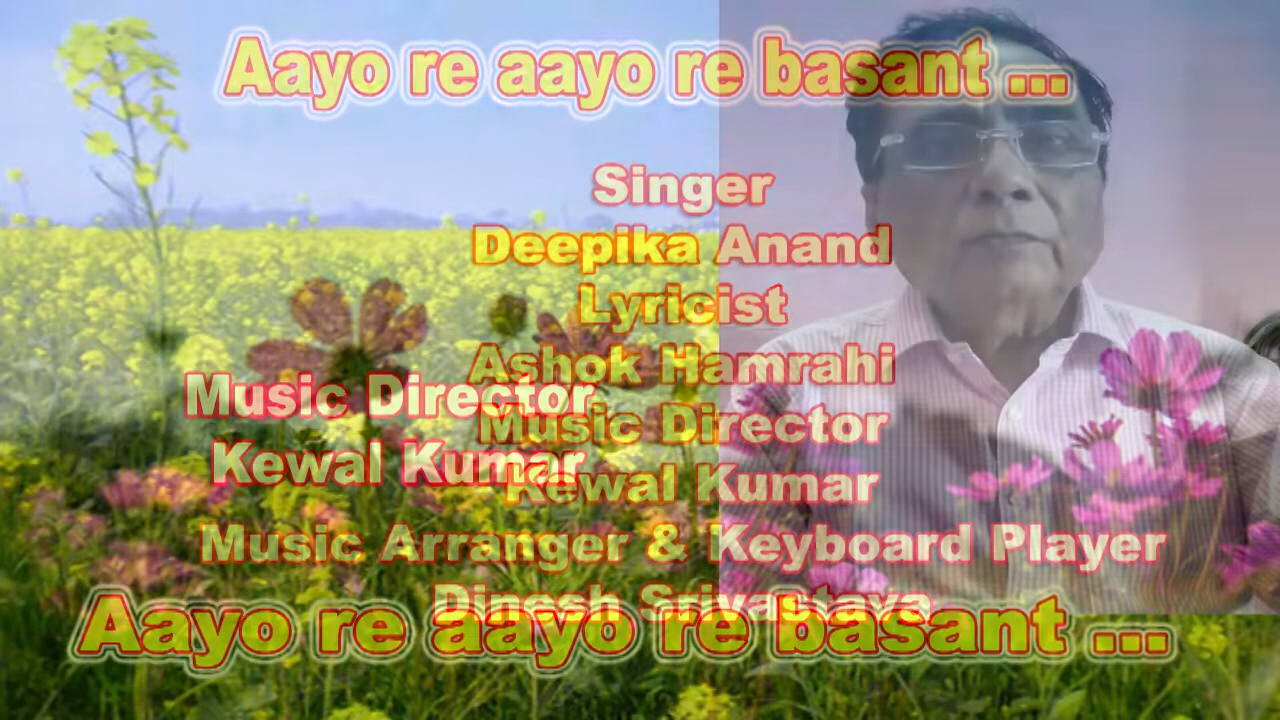 Aayo re aayo re basant ...
Singer
Deepika Anand
Lyricist
Ashok Hamrahi
Music Director
Kewal Kumar
Music Director
Kewal Kumar
Music Arranger & Keyboard Player
Dinesh Srivastava
Aayo re aayo re basant ...